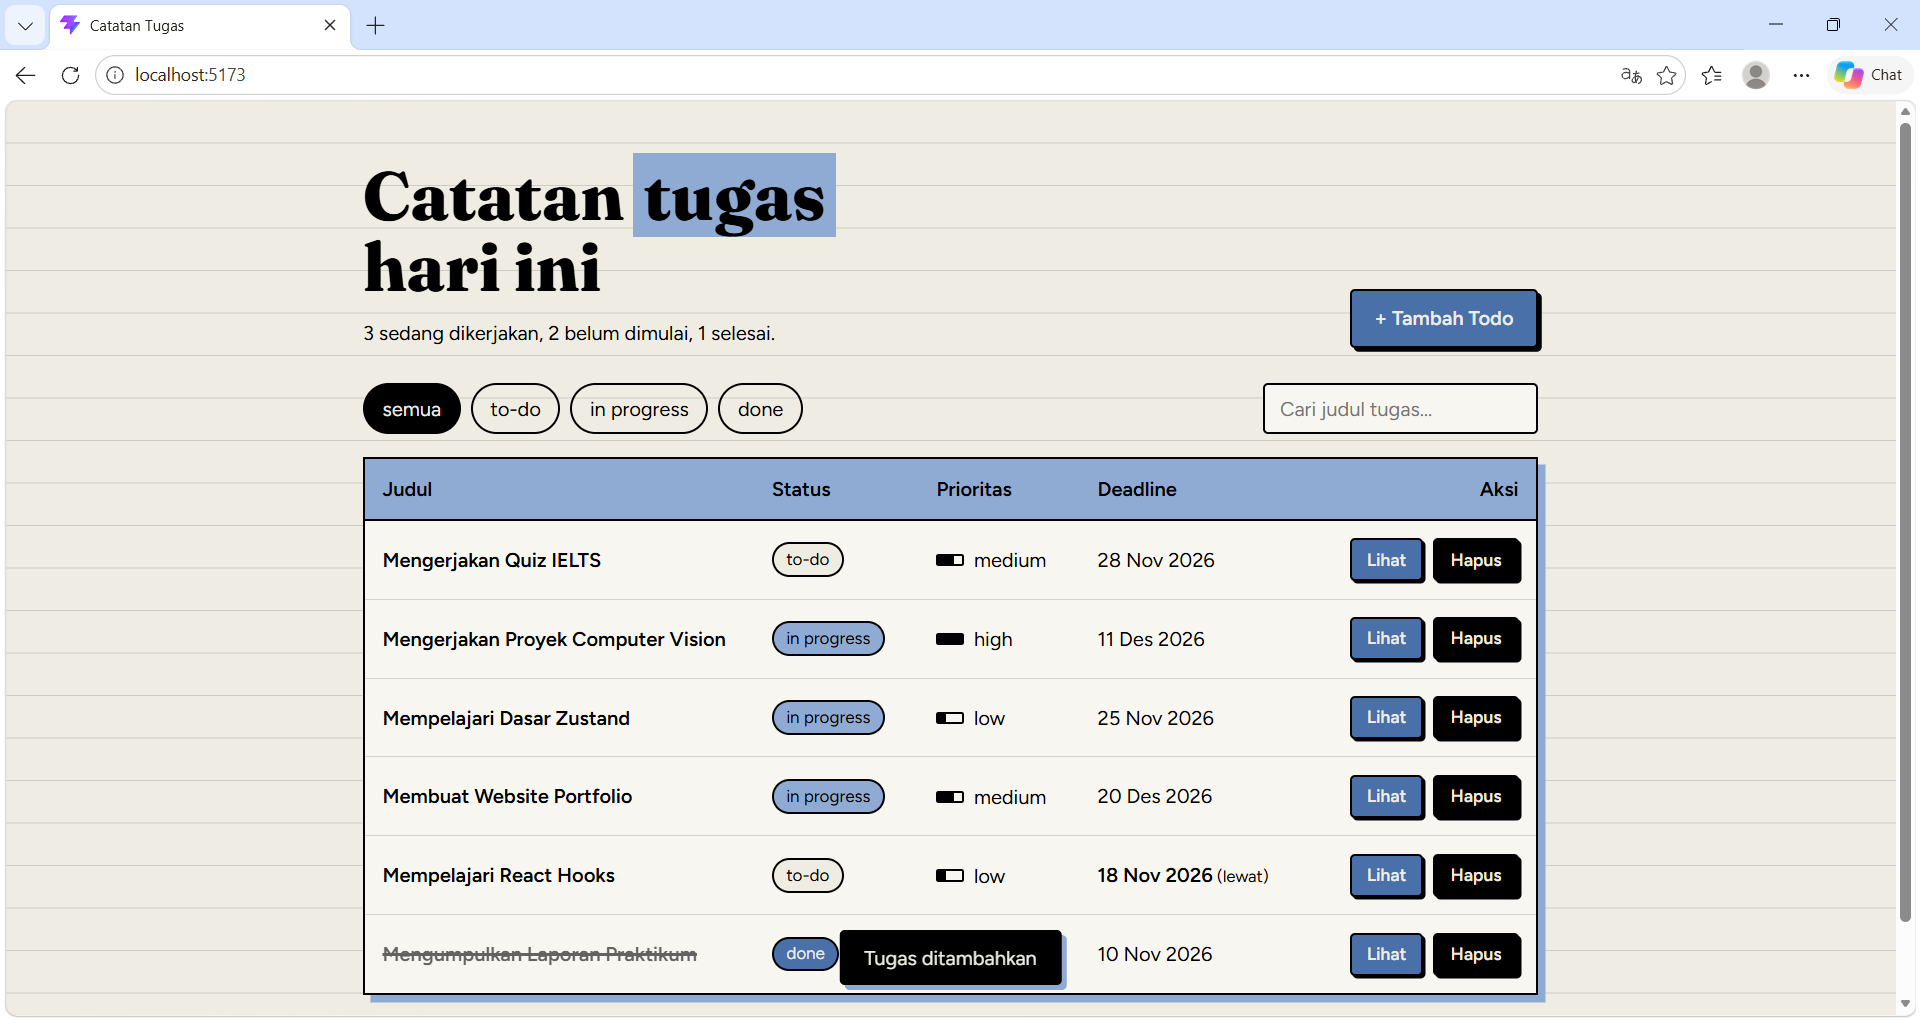 Catatan Tugas
localhost:5173
Chat
Catatan tugas
hari ini
3 sedang dikerjakan, 2 belum dimulai, 1 selesai.
+ Tambah Todo
semua to-do in progress done
Cari judul tugas...
Judul Status Prioritas Deadline Aksi
Mengerjakan Quiz IELTS to-do medium 28 Nov 2026 Lihat Hapus
Mengerjakan Proyek Computer Vision in progress high 11 Des 2026 Lihat Hapus
Mempelajari Dasar Zustand in progress low 25 Nov 2026 Lihat Hapus
Membuat Website Portfolio in progress medium 20 Des 2026 Lihat Hapus
Mempelajari React Hooks to-do low 18 Nov 2026 (lewat) Lihat Hapus
Mengumpulkan Laporan Praktikum done 10 Nov 2026 Lihat Hapus
Tugas ditambahkan